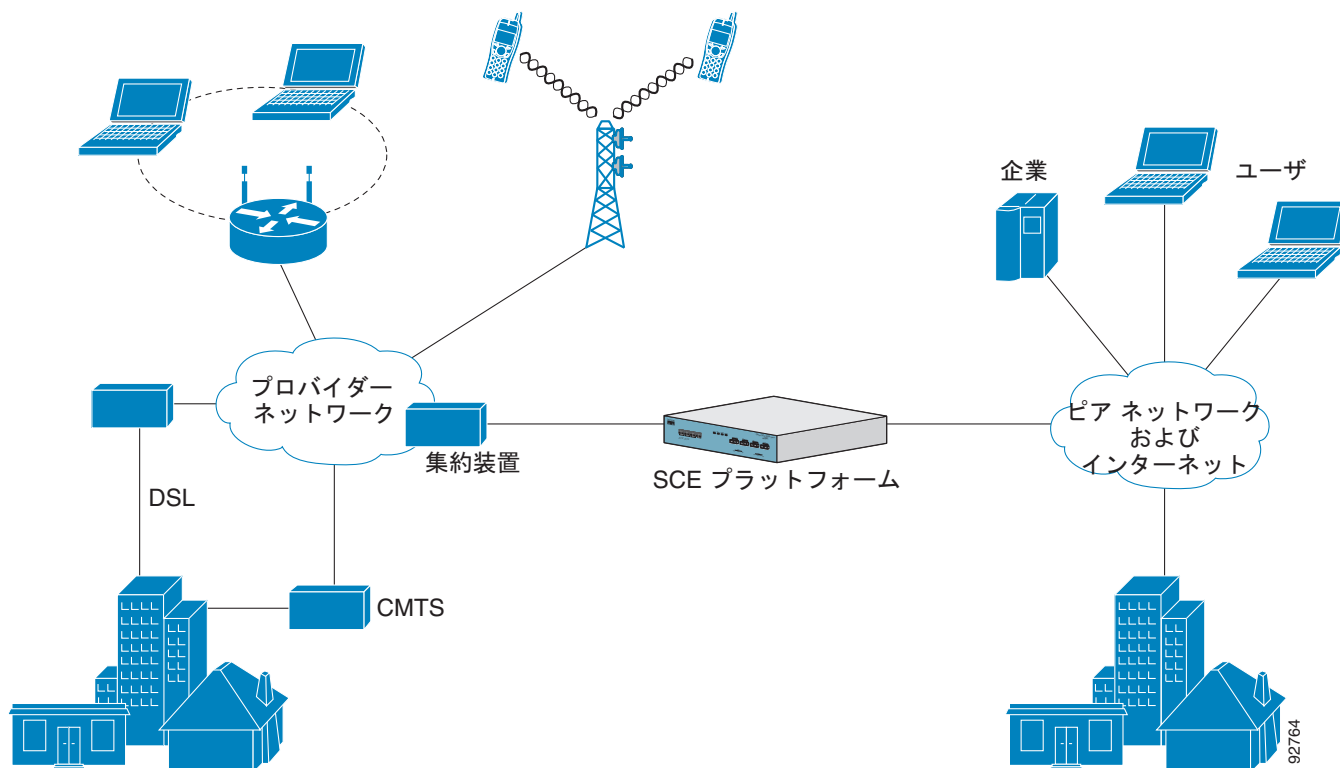 企業
ユーザ
プロバイダー
ネットワーク
集約装置
SCE プラットフォーム
ピア ネットワーク
および
インターネット
DSL
CMTS
92764